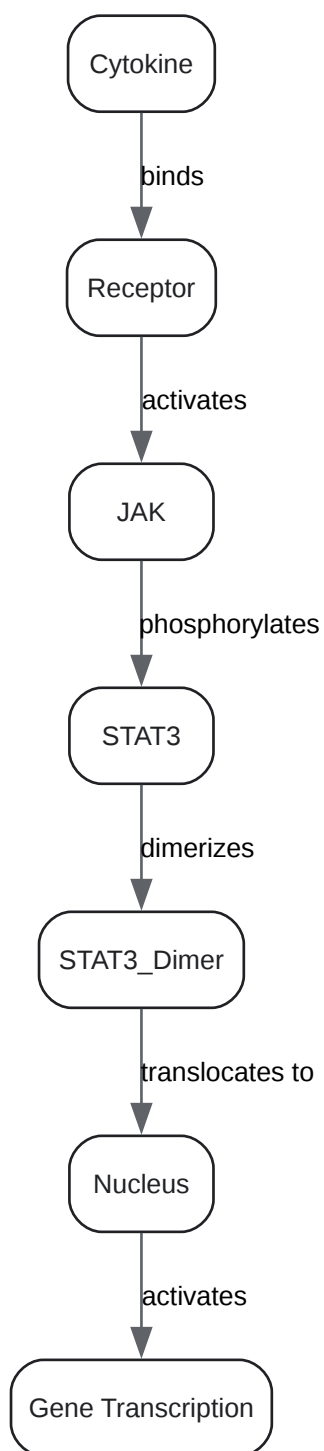 Cytokine
binds
Receptor
activates
JAK
phosphorylates
STAT3
dimerizes
STAT3_Dimer
translocates to
Nucleus
activates
Gene Transcription